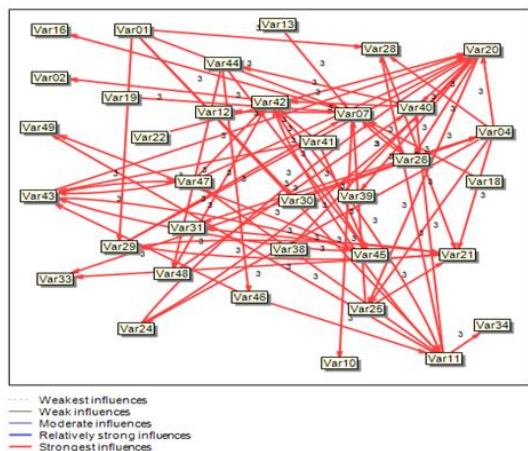 Var16 Var01 Var13
Var28 Var20
Var44
Var02
Var19 Var42 Var40
Var49 Var12 Var07
Var22 Var04
Var41
Var26
Var47 Var18
Var43 Var30 Var39
Var31
Var29 Var38 Var45 Var21
Var33 Var48
Var46
Var25
Var24 Var34
Var10 Var11
3
Weakest influences
Weak influences
Moderate influences
Relatively strong influences
Strongest influences